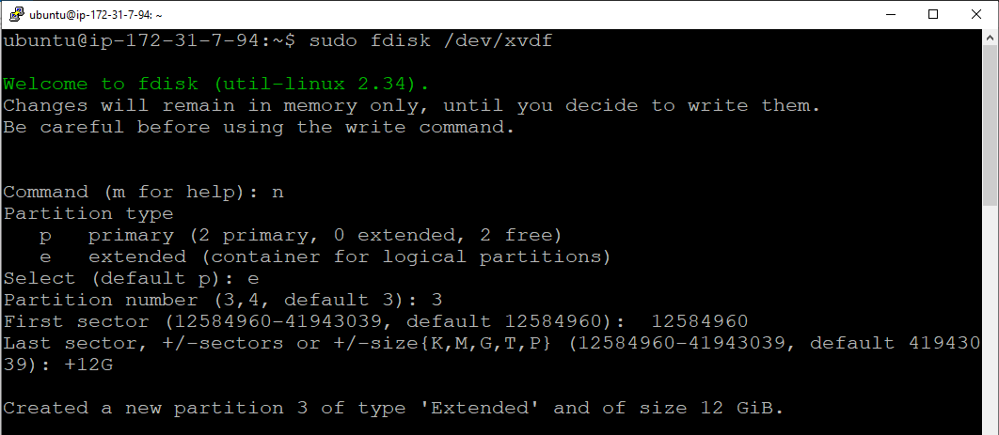 ubuntu@ip-172-31-7-94: ~
ubuntu@ip-172-31-7-94:~$ sudo fdisk /dev/xvdf
Welcome to fdisk (util-linux 2.34).
Changes will remain in memory only, until you decide to write them.
Be careful before using the write command.
Command (m for help): n
Partition type
   p   primary (2 primary, 0 extended, 2 free)
   e   extended (container for logical partitions)
Select (default p): e
Partition number (3,4, default 3): 3
First sector (12584960-41943039, default 12584960):  12584960
Last sector, +/-sectors or +/-size{K,M,G,T,P} (12584960-41943039, default 419430
39): +12G
Created a new partition 3 of type 'Extended' and of size 12 GiB.